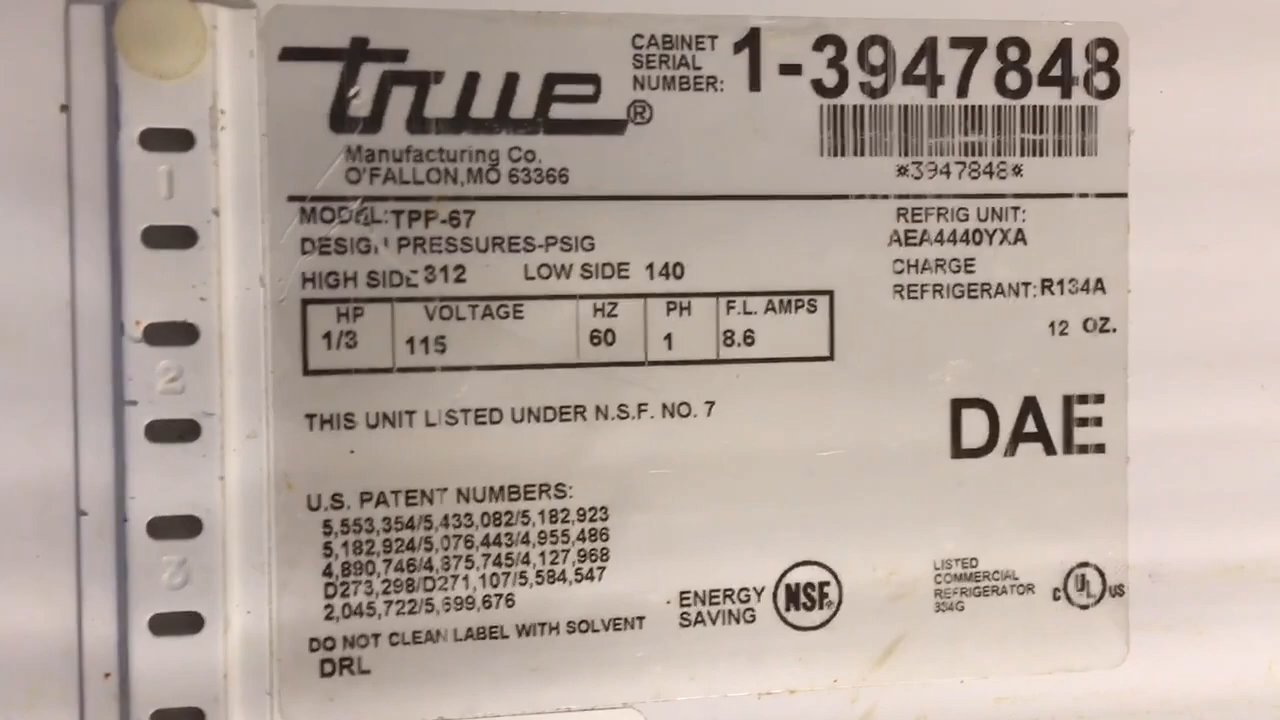 true®
Manufacturing Co.
O'FALLON, MO 63366
CABINET
SERIAL
NUMBER: 1-3947848
*3947848*
MODEL: TPP-67
DESIGN PRESSURES-PSIG
HIGH SIDE 312 LOW SIDE 140
REFRIG UNIT:
AEA4440YXA
CHARGE
REFRIGERANT: R134A
12 OZ.
HP VOLTAGE HZ PH F.L. AMPS
1/3 115 60 1 8.6
THIS UNIT LISTED UNDER N.S.F. NO. 7
DAE
U.S. PATENT NUMBERS:
5,553,354/5,433,082/5,182,923
5,182,924/5,076,443/4,955,486
4,890,746/4,875,745/4,127,968
D273,298/D271,107/5,584,547
2,045,722/5,699,676
DO NOT CLEAN LABEL WITH SOLVENT
DRL
ENERGY
SAVING
NSF
LISTED
COMMERCIAL
REFRIGERATOR
334G
C UL US
1
2
3